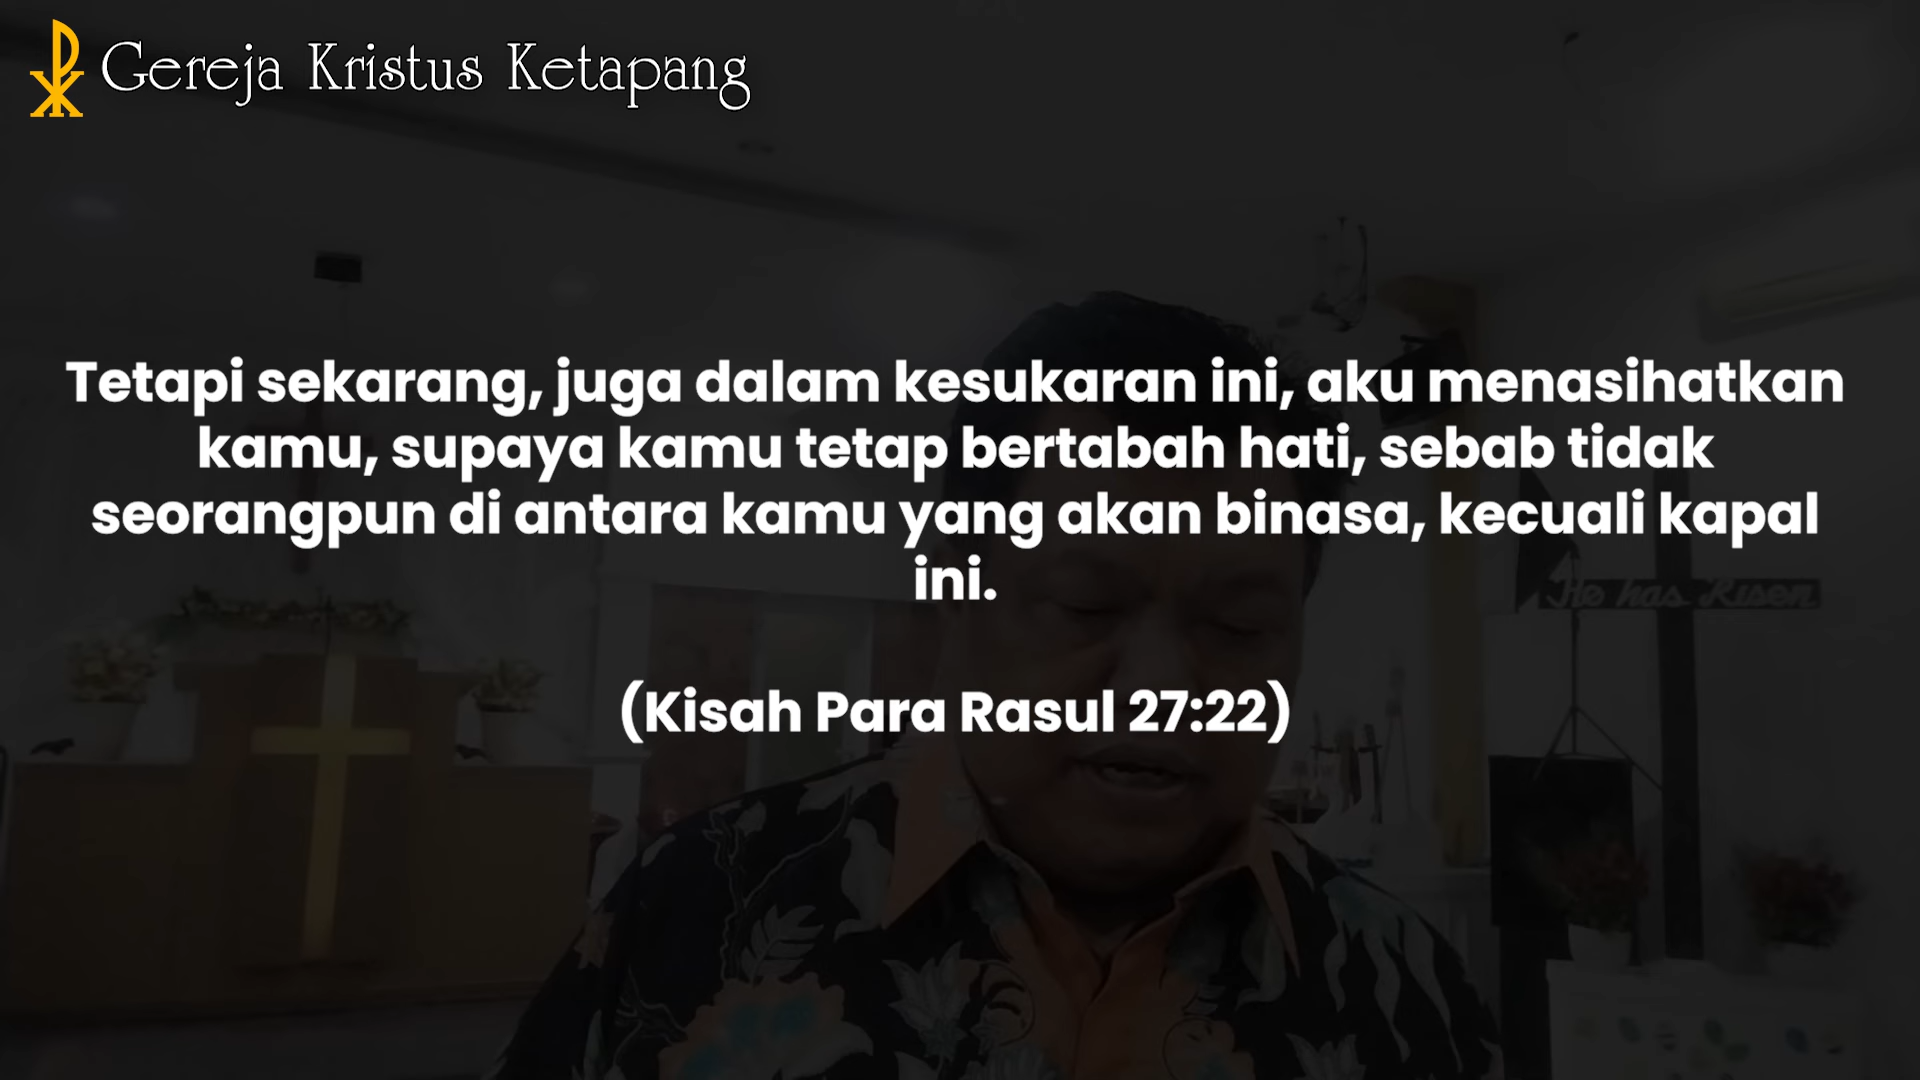 Gereja Kristus Ketapang
Tetapi sekarang, juga dalam kesukaran ini, aku menasihatkan
kamu, supaya kamu tetap bertabah hati, sebab tidak
seorangpun di antara kamu yang akan binasa, kecuali kapal
ini.
He has Risen
(Kisah Para Rasul 27:22)